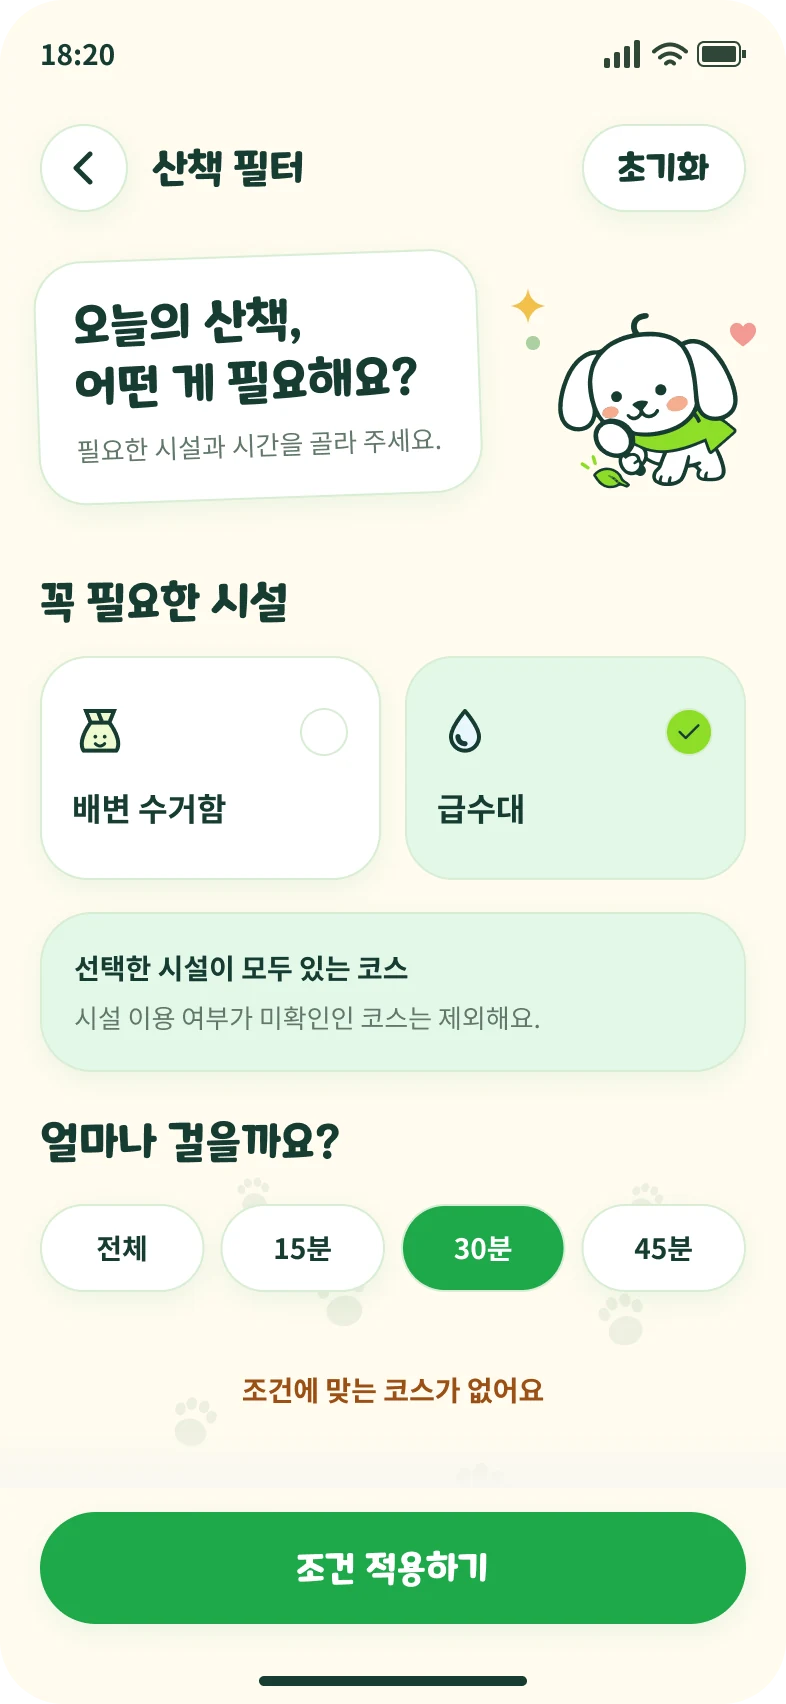 18:20
산책 필터
초기화
오늘의 산책,
어떤 게 필요해요?
필요한 시설과 시간을 골라 주세요.
꼭 필요한 시설
배변 수거함
급수대
선택한 시설이 모두 있는 코스
시설 이용 여부가 미확인인 코스는 제외해요.
얼마나 걸을까요?
전체
15분
30분
45분
조건에 맞는 코스가 없어요
조건 적용하기